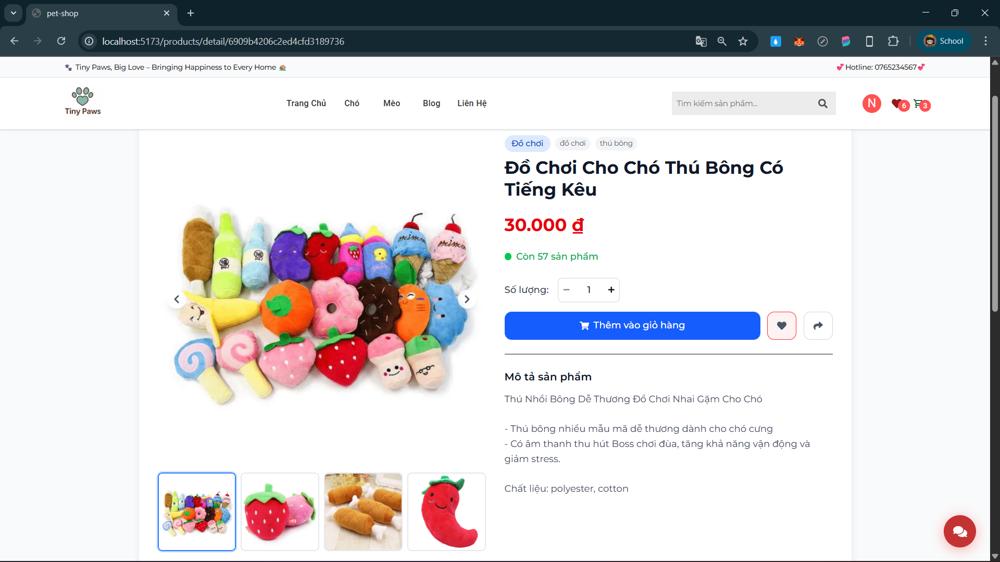 pet-shop
localhost:5173/products/detail/6909b4206c2ed4cfd3189736
School
Tiny Paws, Big Love – Bringing Happiness to Every Home
Hotline: 0765234567
Tiny Paws
Trang Chủ
Chó
Mèo
Blog
Liên Hệ
Tìm kiếm sản phẩm...
N
6
3
Đồ chơi
đồ chơi
thú bông
Đồ Chơi Cho Chó Thú Bông Có
Tiếng Kêu
30.000 ₫
Còn 57 sản phẩm
Số lượng:
− 1 +
Thêm vào giỏ hàng
Mô tả sản phẩm
Thú Nhồi Bông Dễ Thương Đồ Chơi Nhai Gặm Cho Chó
- Thú bông nhiều mẫu mã dễ thương dành cho chó cưng
- Có âm thanh thu hút Boss chơi đùa, tăng khả năng vận động và
giảm stress.
Chất liệu: polyester, cotton